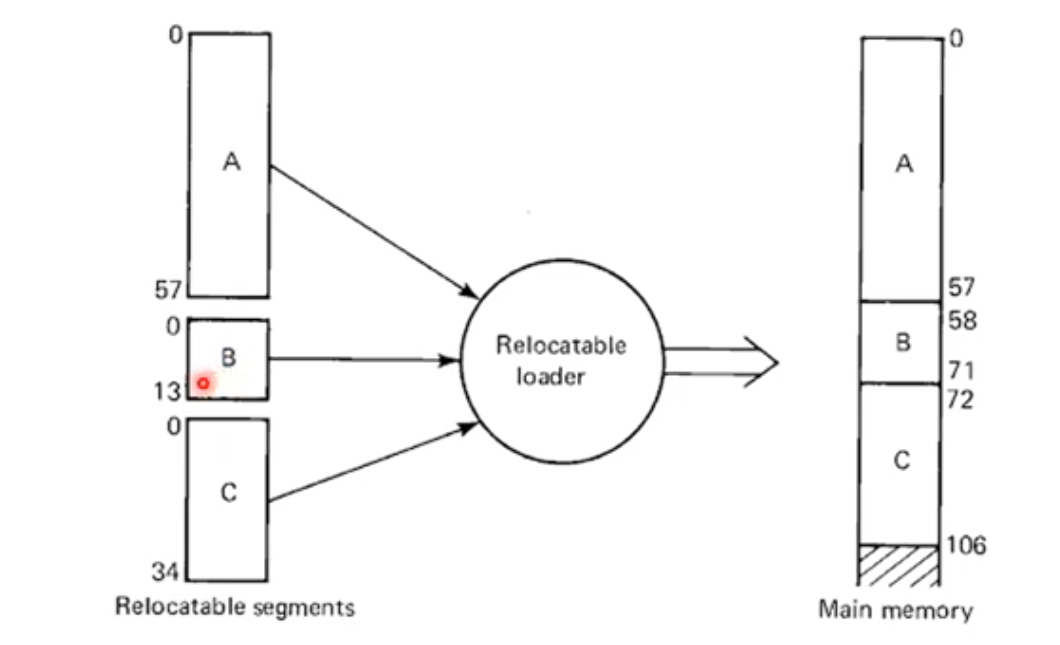 0
A
57
0
B
13
0
C
34
Relocatable segments
Relocatable
loader
0
A
57
58
B
71
72
C
106
Main memory